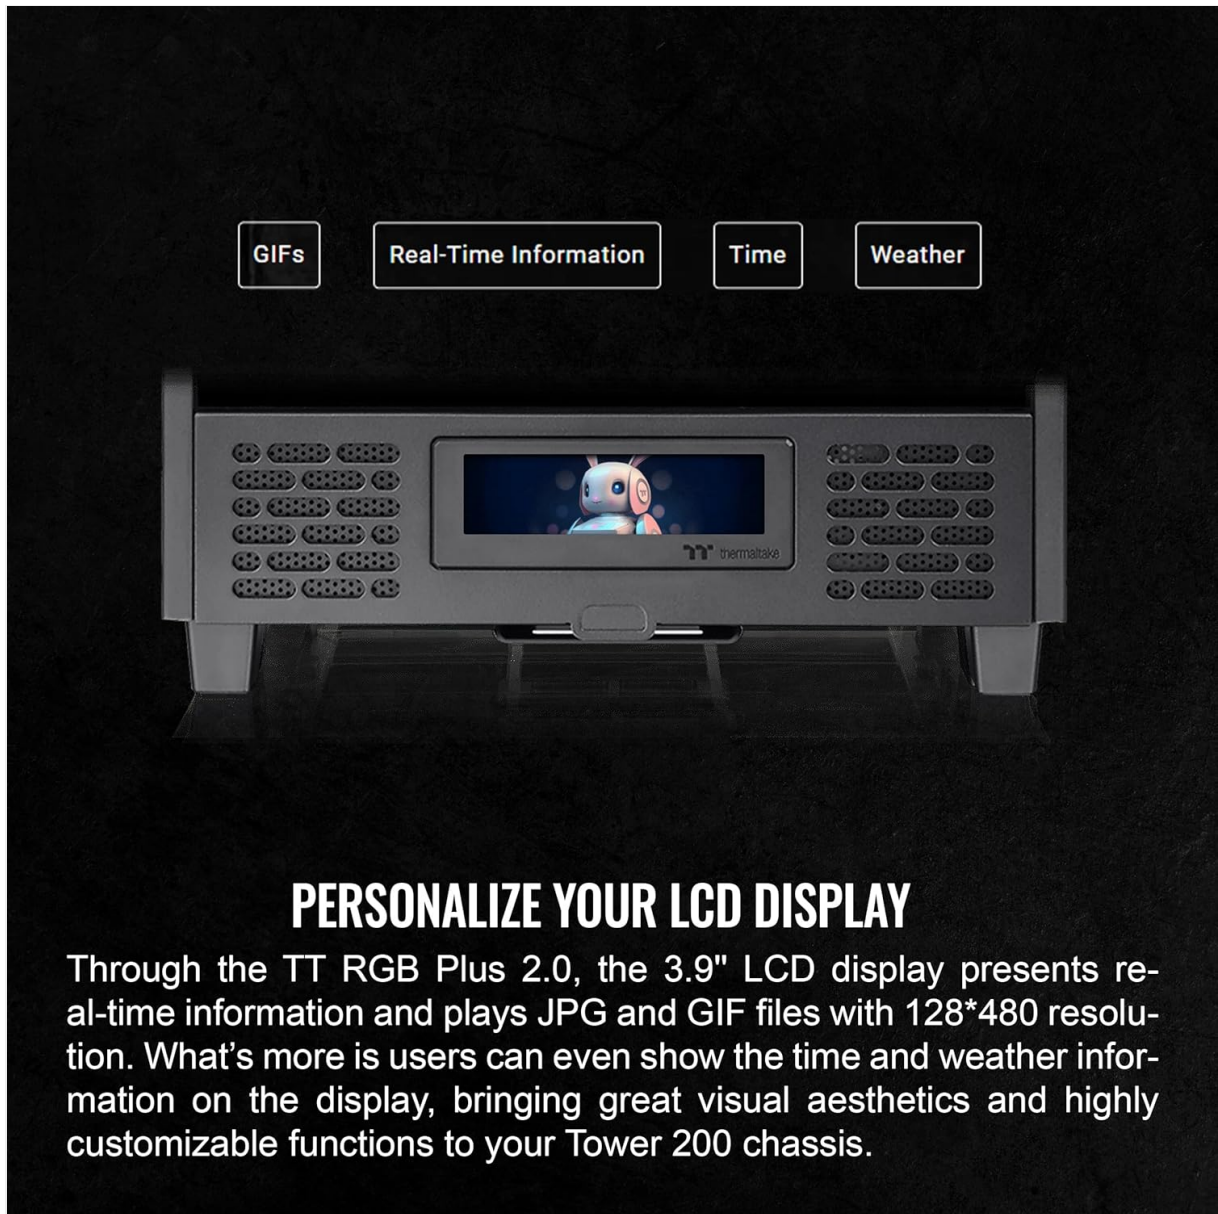 GIFs
Real-Time Information
Time
Weather
thermaltake
PERSONALIZE YOUR LCD DISPLAY
Through the TT RGB Plus 2.0, the 3.9" LCD display presents re-
al-time information and plays JPG and GIF files with 128*480 resolu-
tion. What's more is users can even show the time and weather infor-
mation on the display, bringing great visual aesthetics and highly
customizable functions to your Tower 200 chassis.